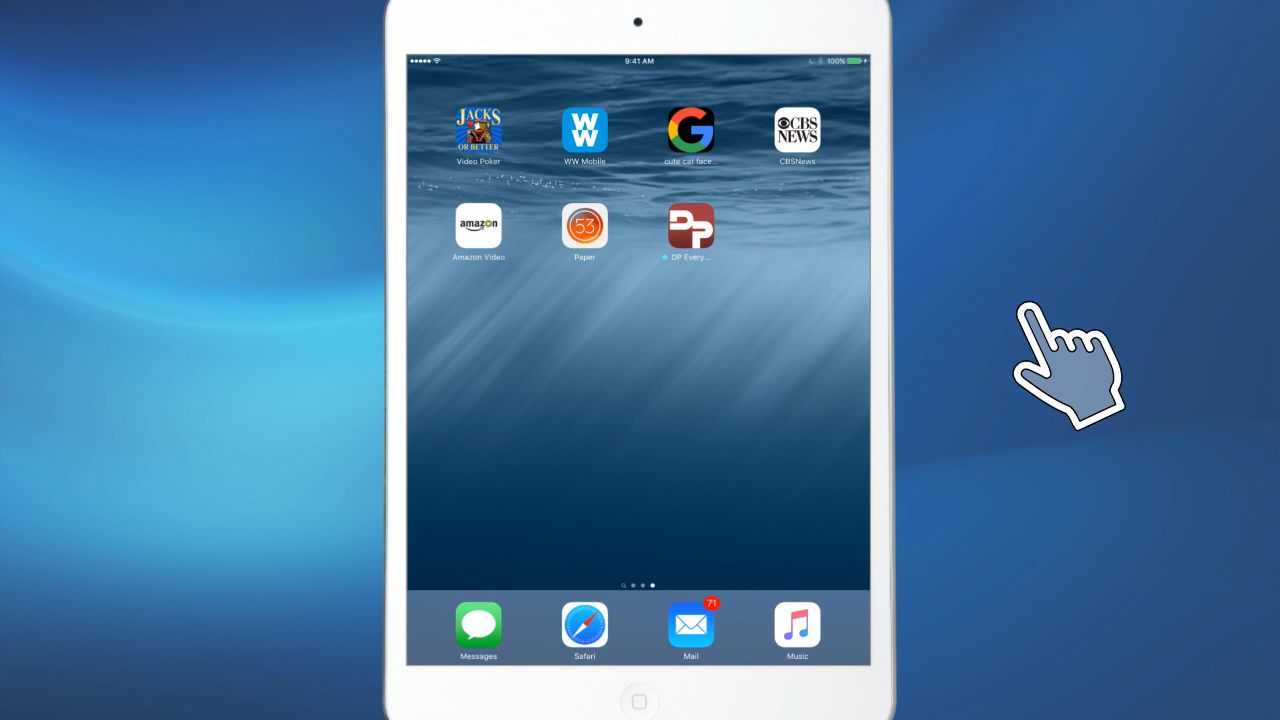 9:41 AM
100%
JACKS
OR BETTER
W
W
G
CBS
NEWS
Video Poker
WW Mobile
cute cat face...
CBSNews
amazon
53
DP
Amazon Video
Paper
DP Every...
71
Messages
Safari
Mail
Music